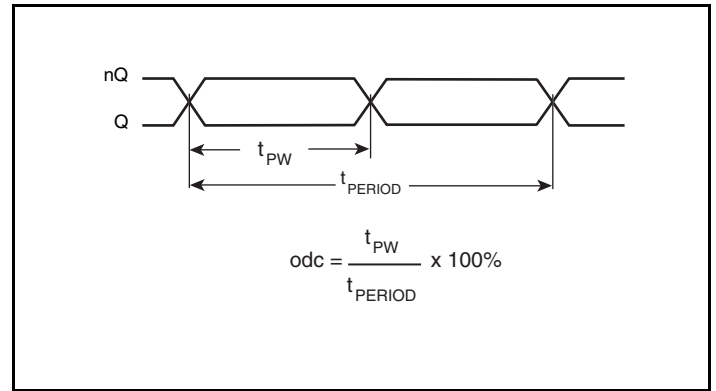 nQ
Q
tPW
tPERIOD
odc = tPW / tPERIOD x 100%